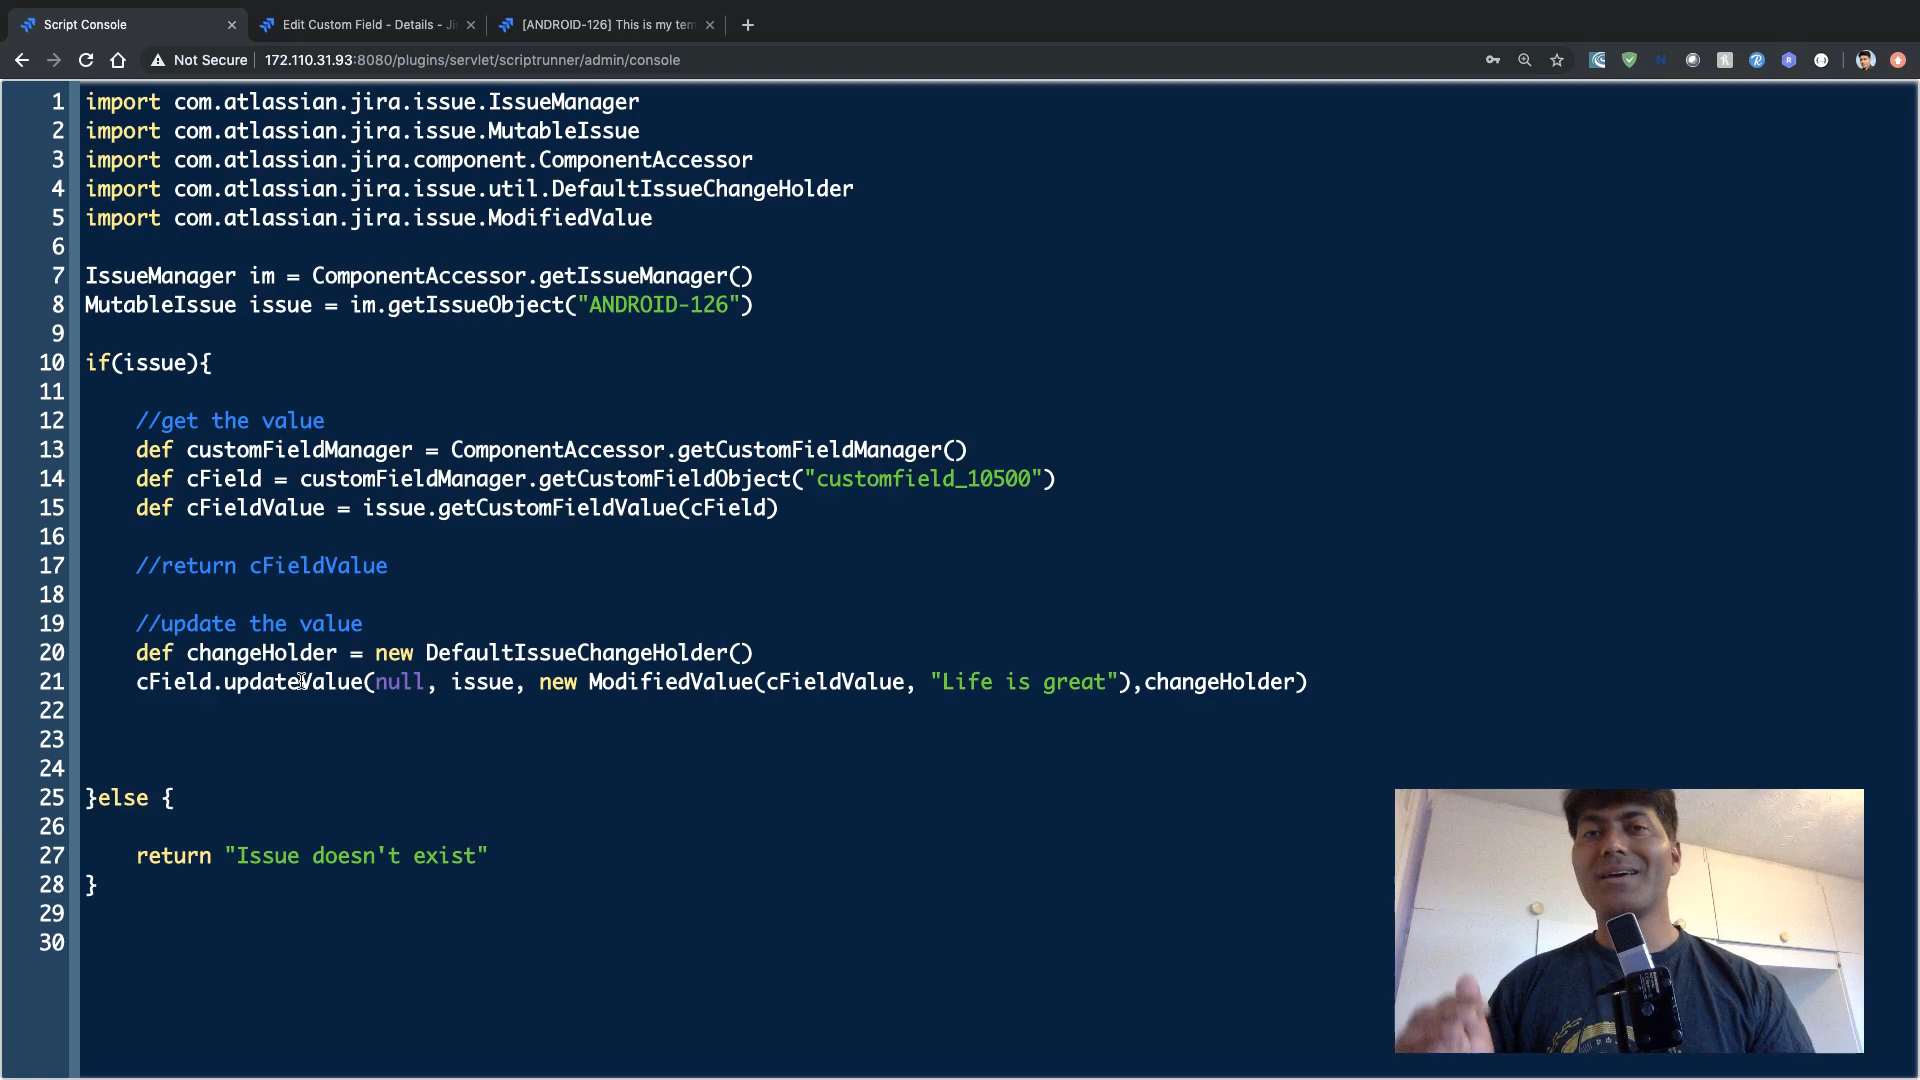 Script Console
Edit Custom Field - Details - Ji
[ANDROID-126] This is my tem
Not Secure 172.110.31.93:8080/plugins/servlet/scriptrunner/admin/console
1 import com.atlassian.jira.issue.IssueManager
2 import com.atlassian.jira.issue.MutableIssue
3 import com.atlassian.jira.component.ComponentAccessor
4 import com.atlassian.jira.issue.util.DefaultIssueChangeHolder
5 import com.atlassian.jira.issue.ModifiedValue
6
7 IssueManager im = ComponentAccessor.getIssueManager()
8 MutableIssue issue = im.getIssueObject("ANDROID-126")
9
10 if(issue){
11
12 //get the value
13 def customFieldManager = ComponentAccessor.getCustomFieldManager()
14 def cField = customFieldManager.getCustomFieldObject("customfield_10500")
15 def cFieldValue = issue.getCustomFieldValue(cField)
16
17 //return cFieldValue
18
19 //update the value
20 def changeHolder = new DefaultIssueChangeHolder()
21 cField.updateValue(null, issue, new ModifiedValue(cFieldValue, "Life is great"),changeHolder)
22
23
24
25 }else {
26
27 return "Issue doesn't exist"
28 }
29
30